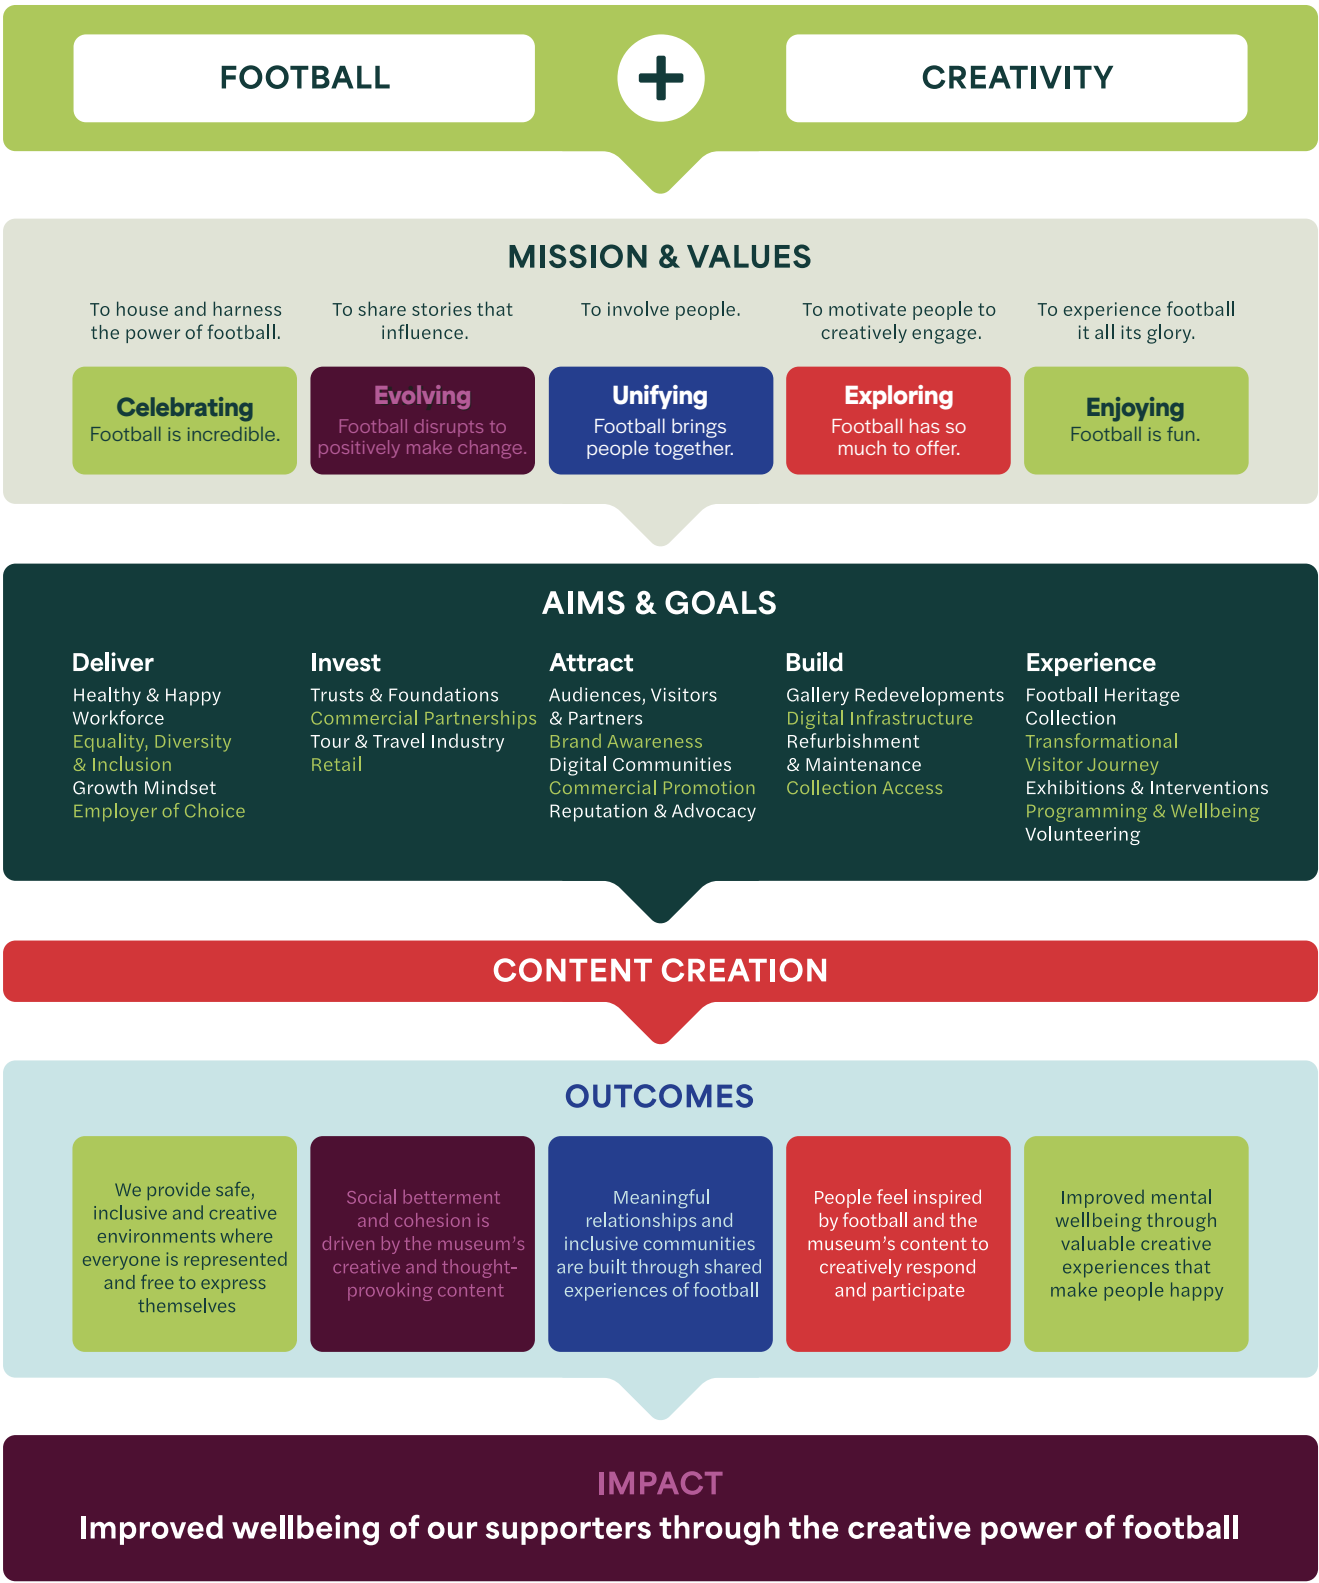 FOOTBALL
+
CREATIVITY
MISSION & VALUES
To house and harness
the power of football.
To share stories that
influence.
To involve people.
To motivate people to
creatively engage.
To experience football
it all its glory.
Celebrating
Football is incredible.
Evolving
Football disrupts to
positively make change.
Unifying
Football brings
people together.
Exploring
Football has so
much to offer.
Enjoying
Football is fun.
AIMS & GOALS
Deliver
Healthy & Happy
Workforce
Equality, Diversity
& Inclusion
Growth Mindset
Employer of Choice
Invest
Trusts & Foundations
Commercial Partnerships
Tour & Travel Industry
Retail
Attract
Audiences, Visitors
& Partners
Brand Awareness
Digital Communities
Commercial Promotion
Reputation & Advocacy
Build
Gallery Redevelopments
Digital Infrastructure
Refurbishment
& Maintenance
Collection Access
Experience
Football Heritage
Collection
Transformational
Visitor Journey
Exhibitions & Interventions
Programming & Wellbeing
Volunteering
CONTENT CREATION
OUTCOMES
We provide safe,
inclusive and creative
environments where
everyone is represented
and free to express
themselves
Social betterment
and cohesion is
driven by the museum's
creative and thought-
provoking content
Meaningful
relationships and
inclusive communities
are built through shared
experiences of football
People feel inspired
by football and the
museum's content to
creatively respond
and participate
Improved mental
wellbeing through
valuable creative
experiences that
make people happy
IMPACT
Improved wellbeing of our supporters through the creative power of football